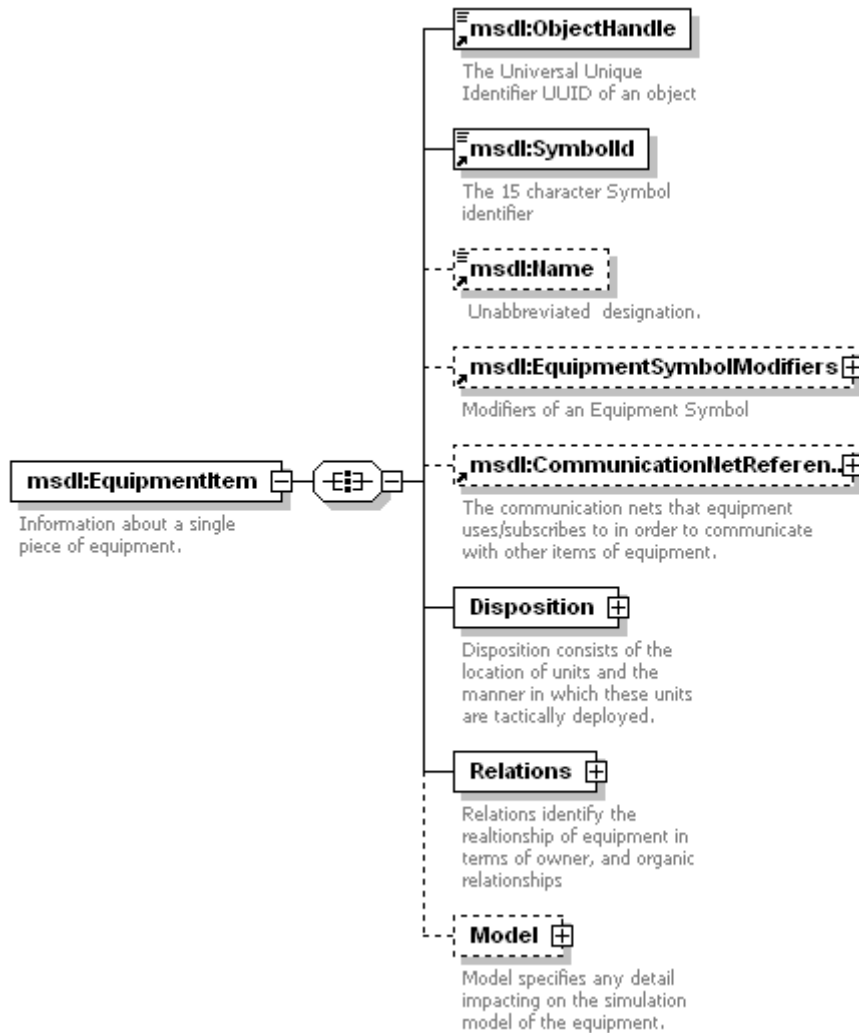 msdl:ObjectHandle
The Universal Unique
Identifier UUID of an object
msdl:SymbolId
The 15 character Symbol
identifier
msdl:Name
Unabbreviated designation.
msdl:EquipmentSymbolModifiers
Modifiers of an Equipment Symbol
msdl:CommunicationNetReferen...
The communication nets that equipment
uses/subscribes to in order to communicate
with other items of equipment.
msdl:EquipmentItem
Information about a single
piece of equipment.
Disposition
Disposition consists of the
location of units and the
manner in which these units
are tactically deployed.
Relations
Relations identify the
realtionship of equipment in
terms of owner, and organic
relationships
Model
Model specifies any detail
impacting on the simulation
model of the equipment.